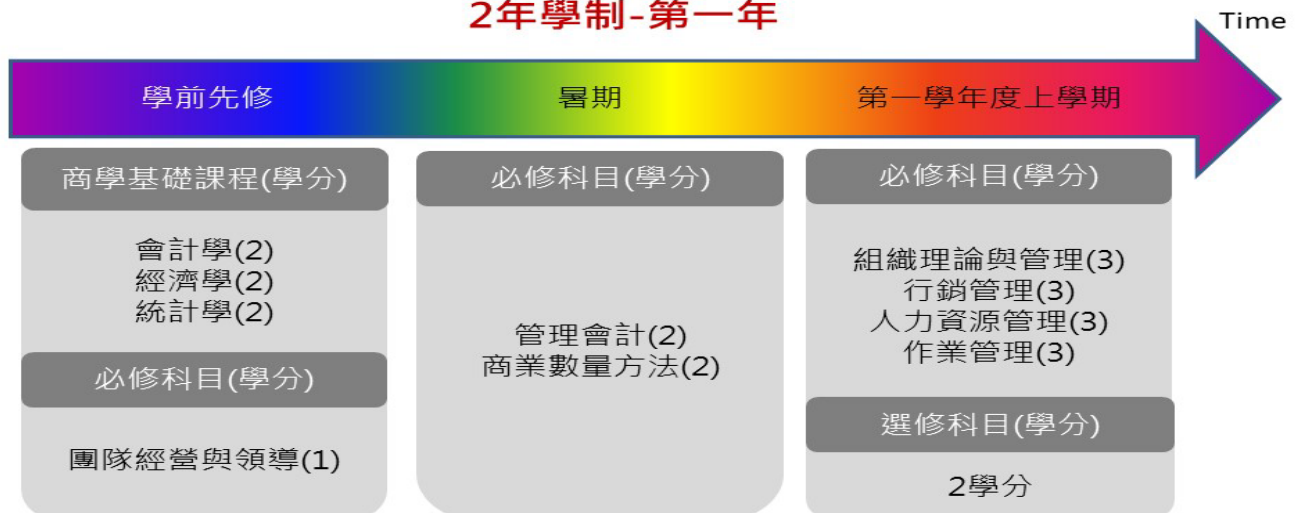 2年學制-第一年
Time
學前先修
暑期
第一學年度上學期
商學基礎課程(學分)
會計學(2)
經濟學(2)
統計學(2)
必修科目(學分)
團隊經營與領導(1)
必修科目(學分)
管理會計(2)
商業數量方法(2)
必修科目(學分)
組織理論與管理(3)
行銷管理(3)
人力資源管理(3)
作業管理(3)
選修科目(學分)
2學分